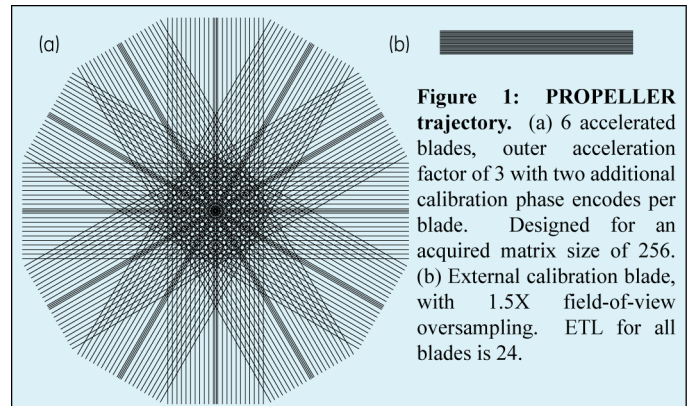 (a)
(b)
Figure 1: PROPELLER
trajectory. (a) 6 accelerated
blades, outer acceleration
factor of 3 with two additional
calibration phase encodes per
blade. Designed for an
acquired matrix size of 256.
(b) External calibration blade,
with 1.5X field-of-view
oversampling. ETL for all
blades is 24.